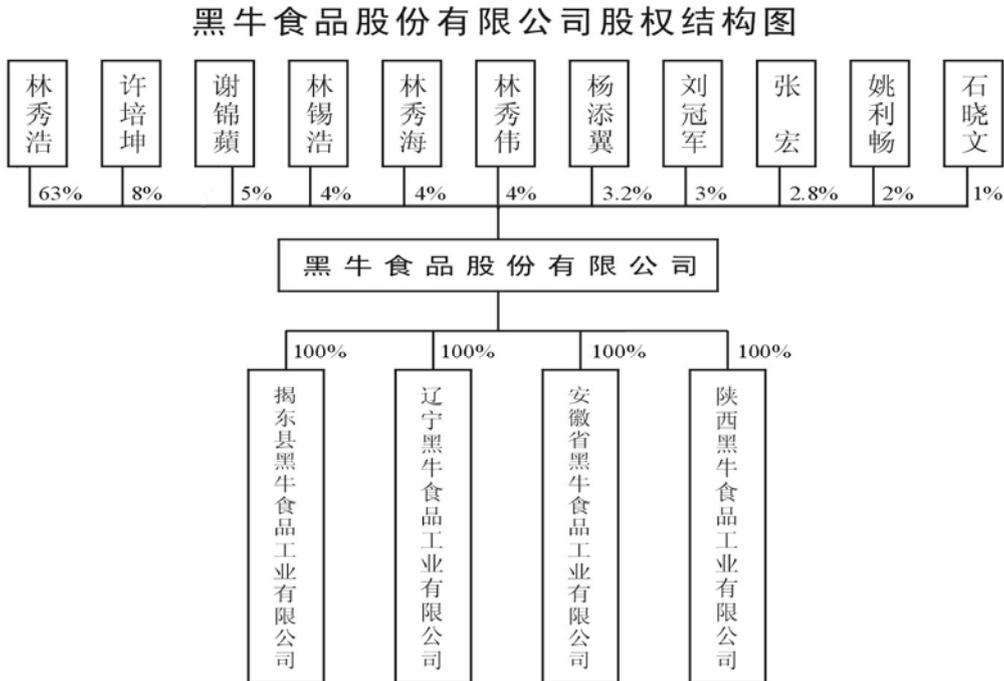 黑牛食品股份有限公司股权结构图
林秀浩
许培坤
谢锦蘋
林锡浩
林秀海
林秀伟
杨添翼
刘冠军
张宏
姚利畅
石晓文
63%
8%
5%
4%
4%
4%
3.2%
3%
2.8%
2%
1%
黑牛食品股份有限公司
100%
100%
100%
100%
揭东县黑牛食品工业有限公司
辽宁黑牛食品工业有限公司
安徽省黑牛食品工业有限公司
陕西黑牛食品工业有限公司